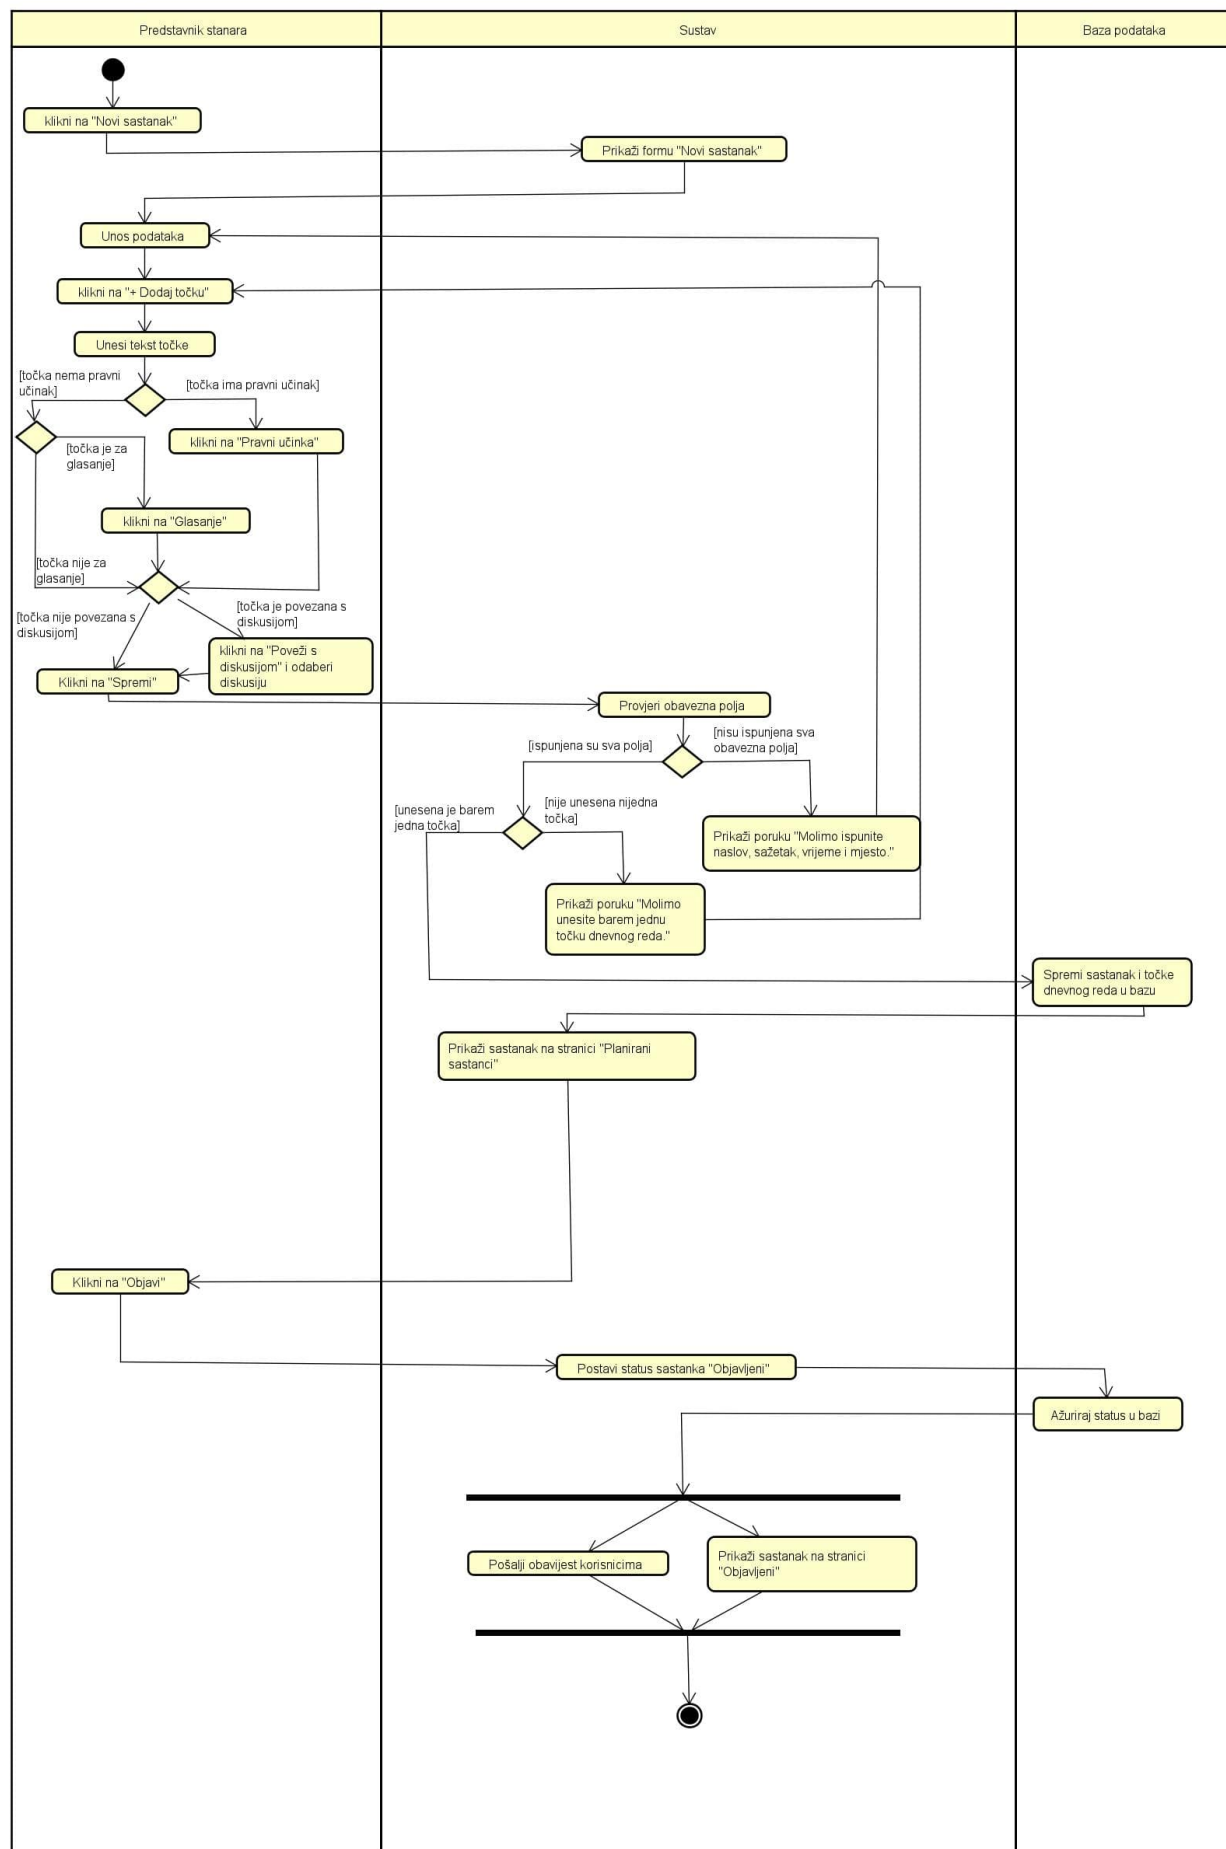 Predstavnik stanara
Sustav
Baza podataka
klikni na "Novi sastanak"
Prikaži formu "Novi sastanak"
Unos podataka
klikni na "+ Dodaj točku"
Unesi tekst točke
[točka nema pravni
učinak]
[točka ima pravni učinak]
klikni na "Pravni učinka"
[točka je za
glasanje]
klikni na "Glasanje"
[točka nije za
glasanje]
[točka nije povezana s
diskusijom]
[točka je povezana s
diskusijom]
klikni na "Poveži s
diskusijom" i odaberi
diskusiju
Klikni na "Spremi"
Provjeri obavezna polja
[ispunjena su sva polja]
[nisu ispunjena sva
obavezna polja]
[unesena je barem
jedna točka]
[nije unesena nijedna
točka]
Prikaži poruku "Molimo ispunite
naslov, sažetak, vrijeme i mjesto."
Prikaži poruku "Molimo
unesite barem jednu
točku dnevnog reda."
Spremi sastanak i točke
dnevnog reda u bazu
Prikaži sastanak na stranici "Planirani
sastanci"
Klikni na "Objavi"
Postavi status sastanka "Objavljeni"
Ažuriraj status u bazi
Pošalji obavijest korisnicima
Prikaži sastanak na stranici
"Objavljeni"